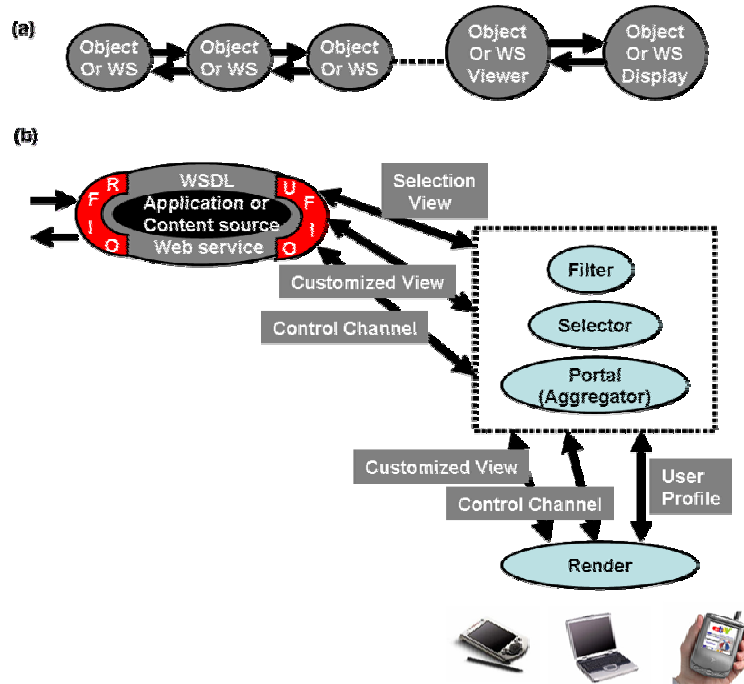 (a)
Object
Or WS
Object
Or WS
Object
Or WS
Object
Or WS
Viewer
Object
Or WS
Display
(b)
R
F
I
O
WSDL
Application or
Content source
Web service
U
F
I
O
Selection
View
Customized View
Control Channel
Filter
Selector
Portal
(Aggregator)
Customized View
Control Channel
User
Profile
Render